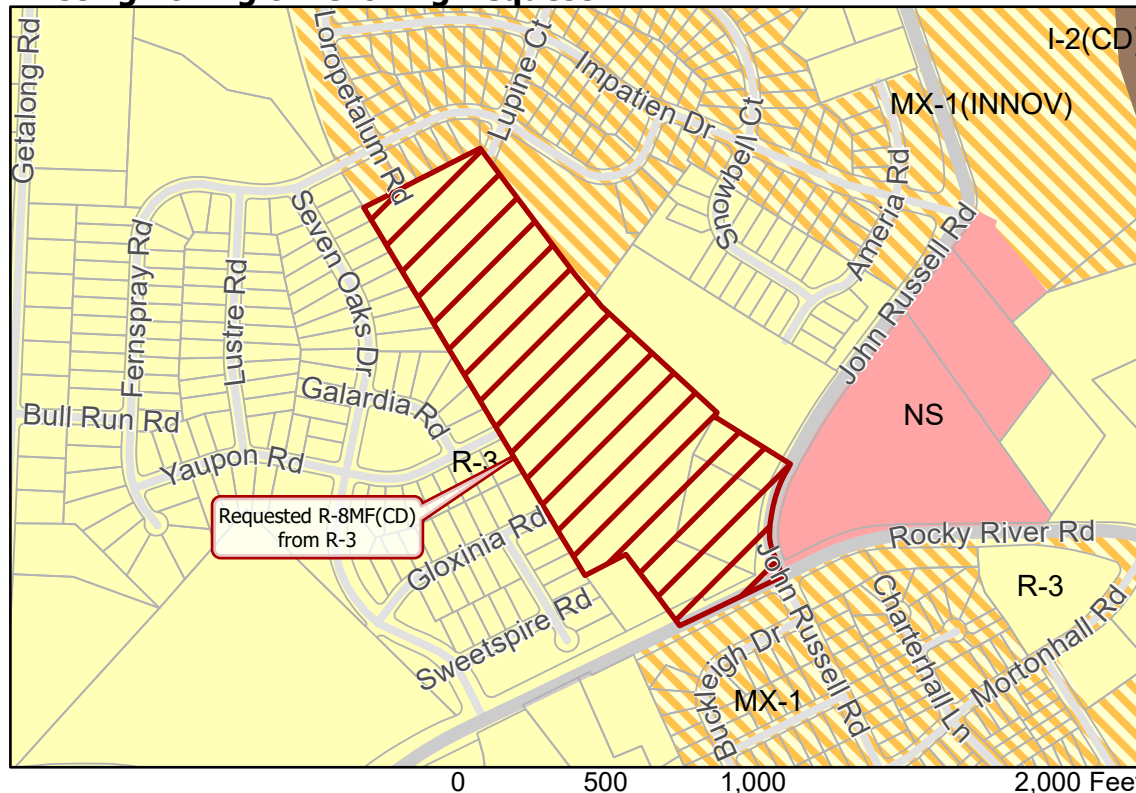 Getalong Rd
Loropetalum Rd
Lupine Ct
Impatien Dr
Snowbell Ct
I-2(CD)
MX-1(INNOV)
Ameria Rd
John Russell Rd
Fernspray Rd
Lustre Rd
Seven Oaks Dr
Galardia Rd
Bull Run Rd
Yaupon Rd
R-3
NS
Requested R-8MF(CD)
from R-3
Gloxinia Rd
Rocky River Rd
Sweetspire Rd
John Russell Rd
R-3
Buckleigh Dr
Charterhall Ln
Mortonhall Rd
MX-1
0 500 1,000 2,000 Feet